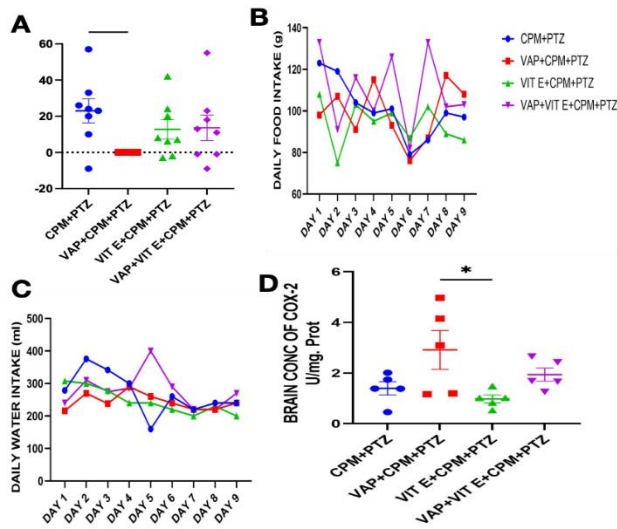 A
60
40
20
0
-20
CPM+PTZ
VAP+CPM+PTZ
VIT E+CPM+PTZ
VAP+VIT E+CPM+PTZ
B
DAILY FOOD INTAKE (g)
140
120
100
80
60
DAY 1
DAY 2
DAY 3
DAY 4
DAY 5
DAY 6
DAY 7
DAY 8
DAY 9
CPM+PTZ
VAP+CPM+PTZ
VIT E+CPM+PTZ
VAP+VIT E+CPM+PTZ
C
DAILY WATER INTAKE (ml)
500
400
300
200
100
0
DAY 1
DAY 2
DAY 3
DAY 4
DAY 5
DAY 6
DAY 7
DAY 8
DAY 9
D
BRAIN CONC OF COX-2
U/mg. Prot
6
4
2
0
*
CPM+PTZ
VAP+CPM+PTZ
VIT E+CPM+PTZ
VAP+VIT E+CPM+PTZ